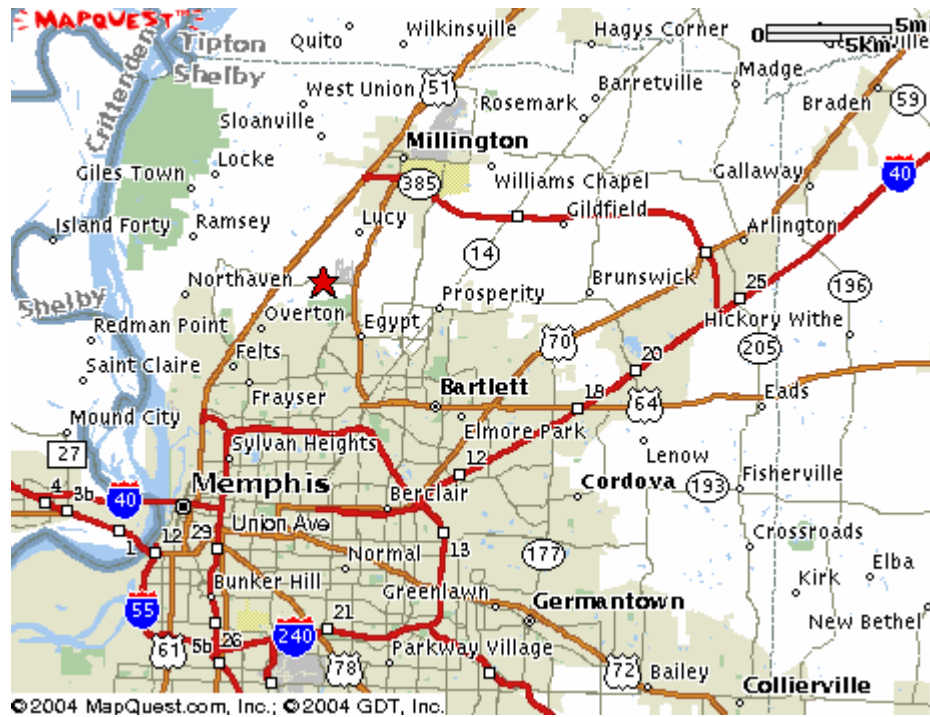 MAPQUEST
TM
Quito
Wilkinsville
Hagys Corner
0
5mi
5km
Crittenden
Tipton
Shelby
West Union
51
Rosemark
Barretville
Madge
Braden
59
Sloanville
Millington
Locke
Giles Town
385
Williams Chapel
Gallaway
40
Island Forty
Ramsey
Lucy
Gildfield
Arlington
14
Northaven
Brunswick
25
196
Shelby
Prosperity
Redman Point
Overton
Egypt
Hickory Withe
70
205
Saint Claire
Felts
20
Bartlett
18
64
Eads
Frayser
Mound City
Elmore Park
27
Sylvan Heights
12
Lenow
193
Fisherville
4
3b
40
Memphis
Berclair
Cordova
1
12
29
Union Ave
13
Crossroads
Normal
177
Elba
Kirk
Bunker Hill
Greenlawn
Germantown
New Bethel
55
21
5b
26
240
61
78
Parkway Village
72
Bailey
Collierville
©2004 MapQuest.com, Inc.; ©2004 GDT, Inc.